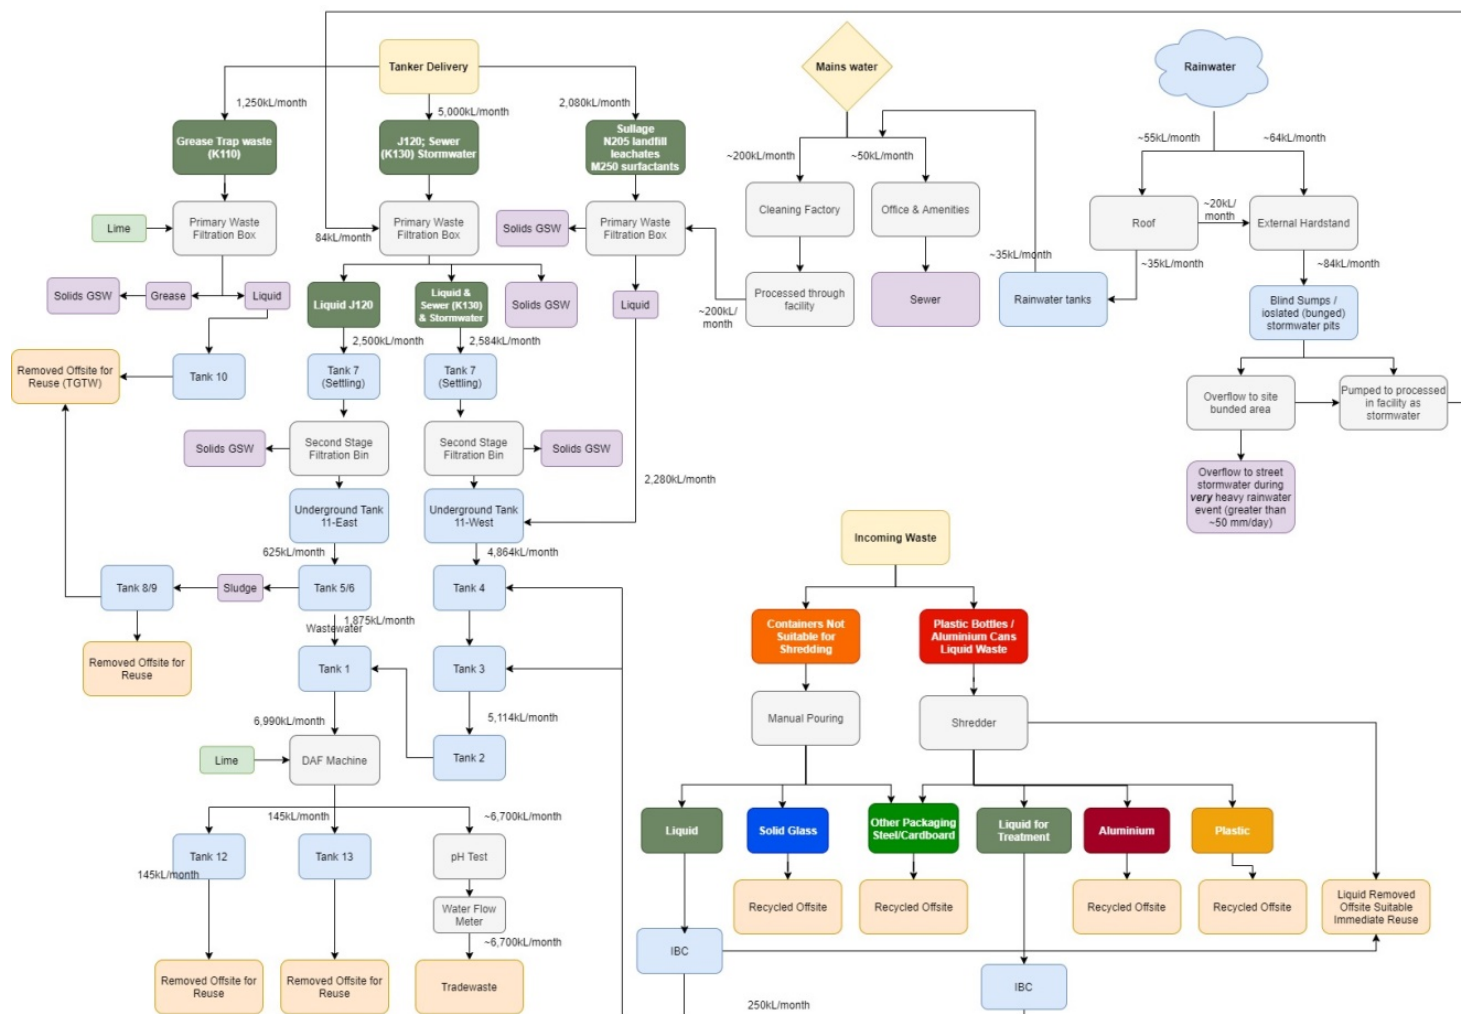 Tanker Delivery
Mains water
Rainwater
1,250kL/month
5,000kL/month
2,080kL/month
Grease Trap waste
(K110)
J120; Sewer
(K130) Stormwater
Sullage
N205 landfill
leachates
M250 surfactants
~200kL/month
~50kL/month
~55kL/month
~64kL/month
Lime
Primary Waste
Filtration Box
84kL/month
Primary Waste
Filtration Box
Solids GSW
Primary Waste
Filtration Box
Cleaning Factory
Office & Amenities
Roof
~20kL/
month
External Hardstand
Solids GSW
Grease
Liquid
Liquid J120
Liquid &
Sewer (K130)
& Stormwater
Solids GSW
Liquid
~200kL/
month
Processed through
facility
Sewer
~35kL/month
Rainwater tanks
~35kL/month
~84kL/month
Blind Sumps /
ioslated (bunged)
stormwater pits
2,500kL/month
2,584kL/month
Removed Offsite for
Reuse (TGTW)
Tank 10
Tank 7
(Settling)
Tank 7
(Settling)
Overflow to site
bunded area
Pumped to processed
in facility as
stormwater
Solids GSW
Second Stage
Filtration Bin
Second Stage
Filtration Bin
Solids GSW
2,280kL/month
Overflow to street
stormwater during
very heavy rainwater
event (greater than
~50 mm/day)
Underground Tank
11-East
Underground Tank
11-West
Incoming Waste
625kL/month
4,864kL/month
Tank 8/9
Sludge
Tank 5/6
Tank 4
1,875kL/month
Wastewater
Containers Not
Suitable for
Shredding
Plastic Bottles /
Aluminium Cans
Liquid Waste
Removed Offsite for
Reuse
Tank 1
Tank 3
6,990kL/month
5,114kL/month
Manual Pouring
Shredder
Lime
DAF Machine
Tank 2
145kL/month
~6,700kL/month
Liquid
Solid Glass
Other Packaging
Steel/Cardboard
Liquid for
Treatment
Aluminium
Plastic
Tank 12
145kL/month
Tank 13
pH Test
Water Flow
Meter
Recycled Offsite
Recycled Offsite
Recycled Offsite
Recycled Offsite
Liquid Removed
Offsite Suitable
Immediate Reuse
~6,700kL/month
IBC
Removed Offsite for
Reuse
Removed Offsite for
Reuse
Tradewaste
IBC
250kL/month